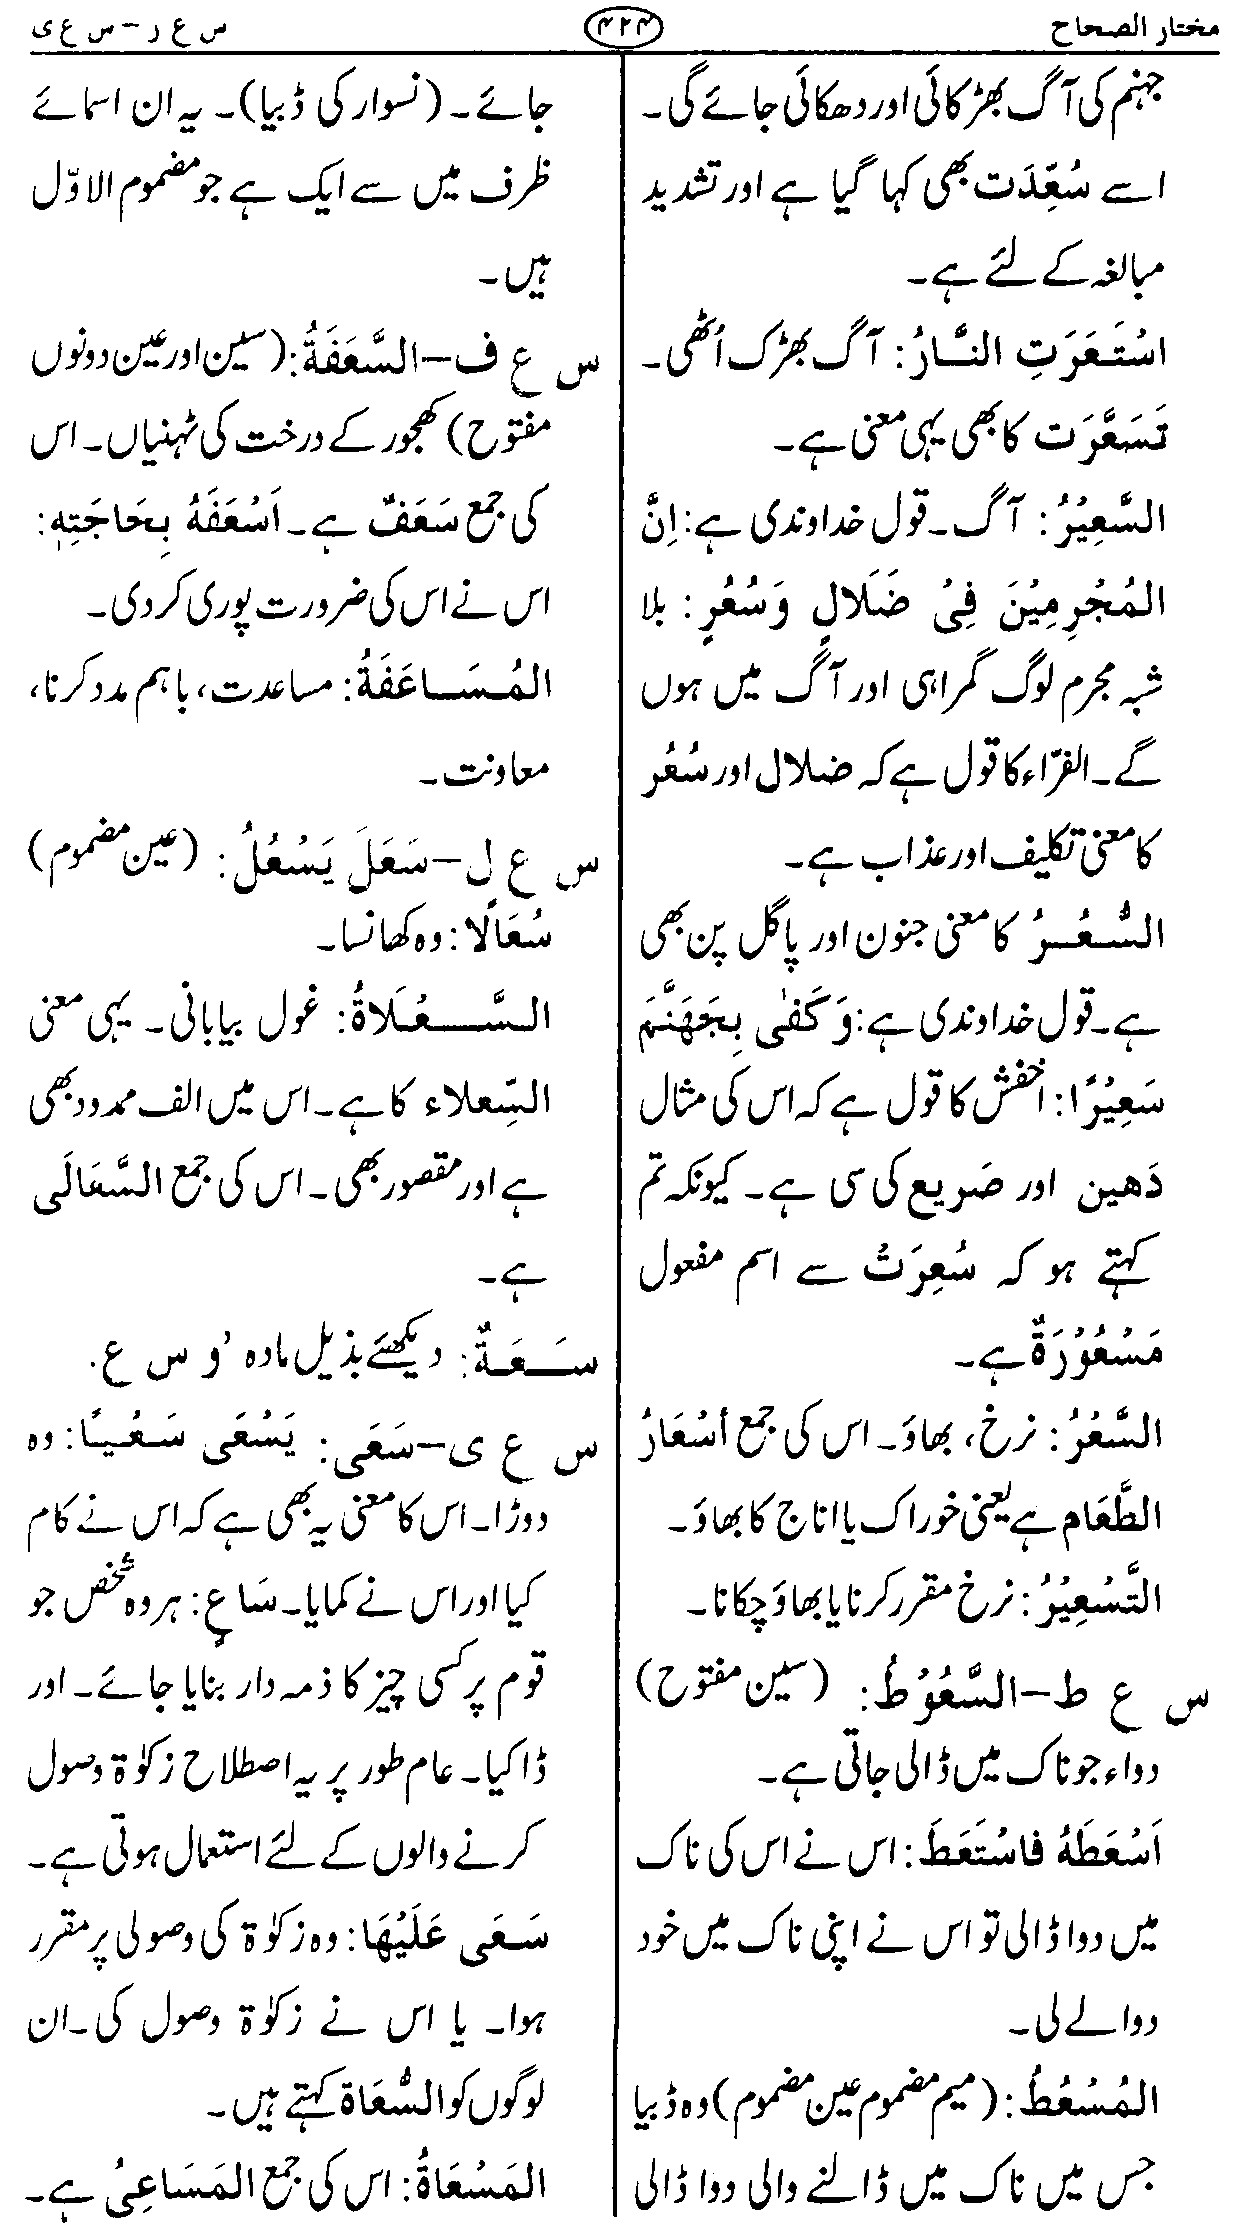 مختار الصحاح
۴۲۴
س ع ر – س ع ی
جہنم کی آگ بھڑکائی اور دھکائی جائے گی۔
اسے سُعِّدَت بھی کہا گیا ہے اور تشدید
مبالغہ کے لئے ہے۔
اسْتَعَرَتِ النَّارُ: آگ بھڑک اُٹھی۔
تَسَعَّرَت کا بھی یہی معنی ہے۔
السَّعِيْرُ: آگ۔ قول خداوندی ہے: اِنَّ
المُجْرِمِيْنَ فِيْ ضَلَالٍ وَسُعُرٍ: بلا
شبہ مجرم لوگ گمراہی اور آگ میں ہوں
گے۔ الفرّاء کا قول ہے کہ ضلال اور سُعُر
کا معنی تکلیف اور عذاب ہے۔
السُّعُرُ کا معنی جنون اور پاگل پن بھی
ہے۔ قول خداوندی ہے: وَكَفٰى بِجَهَنَّمَ
سَعِيْرًا: اخفش کا قول ہے کہ اس کی مثال
دَهين اور صَريع کی سی ہے۔ کیونکہ تم
کہتے ہو کہ سُعِرَتْ سے اسم مفعول
مَسْعُوْرَةٌ ہے۔
السَّعْرُ: نرخ، بھاؤ۔ اس کی جمع أسْعَارُ
الطَّعَام ہے یعنی خوراک یا اناج کا بھاؤ۔
التَّسْعِيْرُ: نرخ مقرر کرنا یا بھاؤ چکانا۔
س ع ط–السَّعُوْطُ: (سین مفتوح)
دواء جو ناک میں ڈالی جاتی ہے۔
اَسْعَطَهُ فَاسْتَعَطَ: اس نے اس کی ناک
میں دوا ڈالی تو اس نے اپنی ناک میں خود
دوا لے لی۔
المُسْعُطُ: (میم مضموم عین مضموم) وہ ڈبیا
جس میں ناک میں ڈالنے والی دوا ڈالی
جائے۔ (نسوار کی ڈبیا)۔ یہ ان اسمائے
ظرف میں سے ایک ہے جو مضموم الاوّل
ہیں۔
س ع ف–السَّعَفَةُ: (سین اور عین دونوں
مفتوح) کھجور کے درخت کی ٹہنیاں۔ اس
کی جمع سَعَفٌ ہے۔ اَسْعَفَهُ بِحَاجَتِهٖ:
اس نے اس کی ضرورت پوری کر دی۔
المُسَاعَفَةُ: مساعدت، باہم مدد کرنا،
معاونت۔
س ع ل–سَعَلَ يَسْعُلُ: (عین مضموم)
سُعَالًا: وہ کھانسا۔
السَّعْلَاةُ: غول بیابانی۔ یہی معنی
السِّعلاء کا ہے۔ اس میں الف ممدود بھی
ہے اور مقصور بھی۔ اس کی جمع السَّعَالَى
ہے۔
سَعَةٌ: دیکھئے بذیل مادہ 'و س ع.
س ع ی–سَعَى: يَسْعَى سَعْيًا: وہ
دوڑا۔ اس کا معنی یہ بھی ہے کہ اس نے کام
کیا اور اس نے کمایا۔ سَاعٍ: ہر وہ شخص جو
قوم پر کسی چیز کا ذمہ دار بنایا جائے۔ اور
ڈاکیا۔ عام طور پر یہ اصطلاح زکوٰۃ وصول
کرنے والوں کے لئے استعمال ہوتی ہے۔
سَعَى عَلَيْهَا: وہ زکوٰۃ کی وصولی پر مقرر
ہوا۔ یا اس نے زکوٰۃ وصول کی۔ ان
لوگوں کو السُّعَاة کہتے ہیں۔
المَسْعَاةُ: اس کی جمع المَسَاعِيْ ہے۔